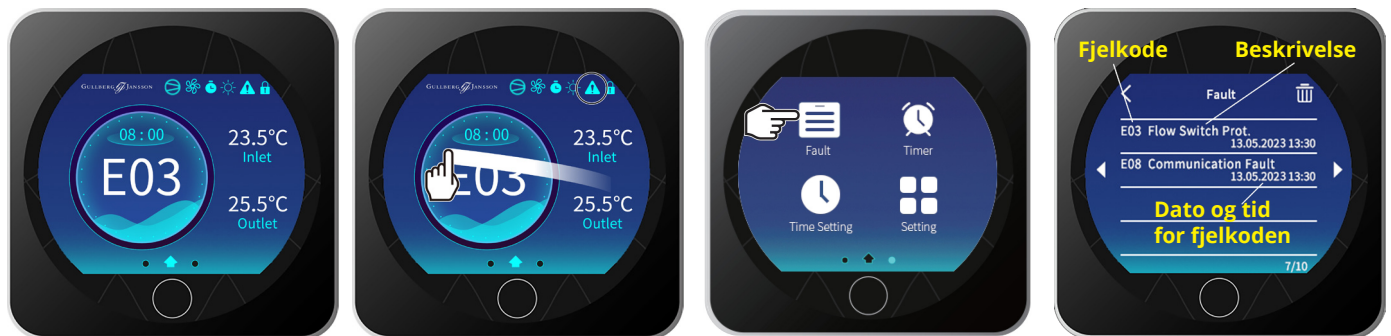 GULLBERG & JANSSON
08 : 00
E03
23.5°C
Inlet
25.5°C
Outlet
GULLBERG & JANSSON
08 : 00
E03
23.5°C
Inlet
25.5°C
Outlet
Fault
Timer
Time Setting
Setting
Fjelkode
Beskrivelse
Fault
E03 Flow Switch Prot.
13.05.2023 13:30
E08 Communication Fault
13.05.2023 13:30
Dato og tid
for fjelkoden
7/10